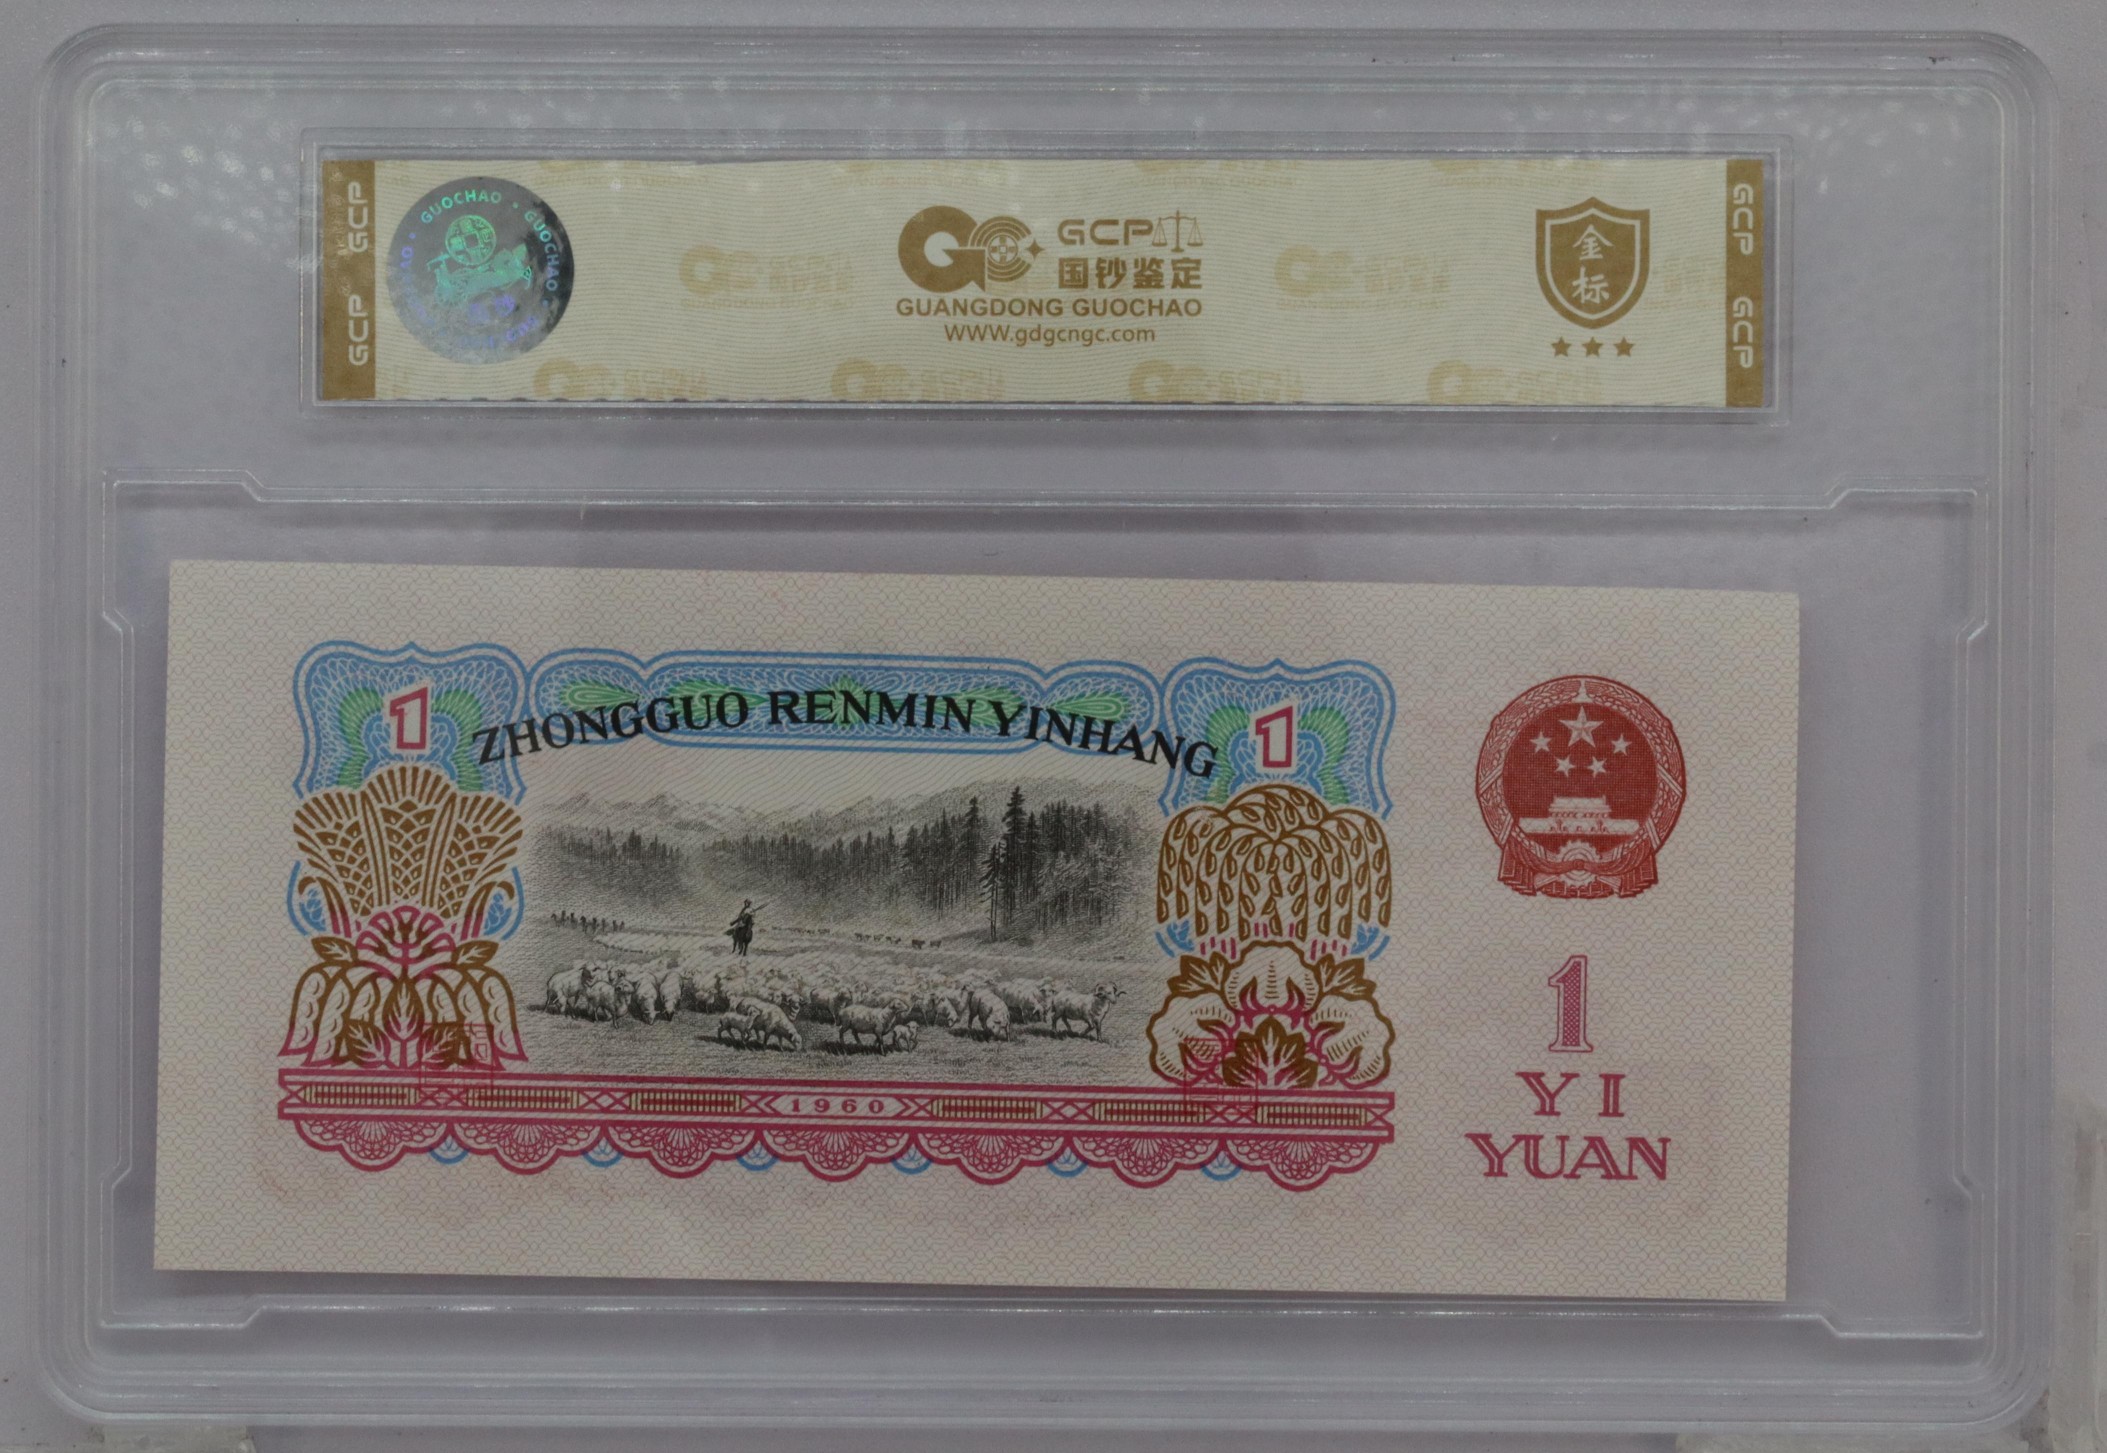 GCP
GCP
GUOCHAO · GUOCHAO
GCP
国钞鉴定
GUANGDONG GUOCHAO
WWW.gdgcngc.com
金
标
GCP
GCP
ZHONGGUO RENMIN YINHANG
1
1
1960
1
YI
YUAN